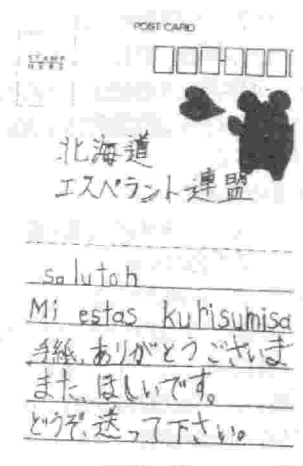 POST CARD
STAMP
HERE
北海道
エスペラント連盟
saluton
Mi estas kurisumisa
手紙、ありがとうございま
また、ほしいです。
どうぞ、送って下さい。